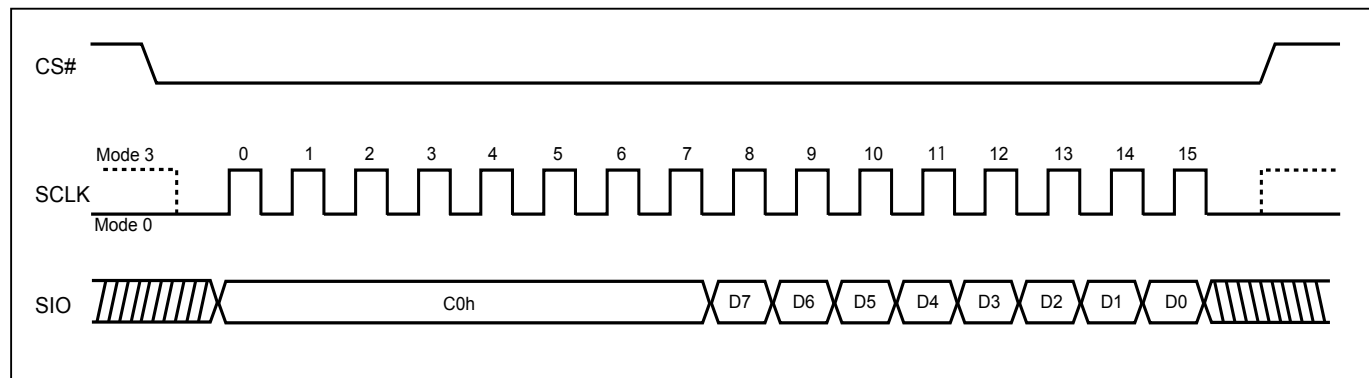 CS#
Mode 3
0 1 2 3 4 5 6 7 8 9 10 11 12 13 14 15
SCLK
Mode 0
SIO
C0h D7 D6 D5 D4 D3 D2 D1 D0